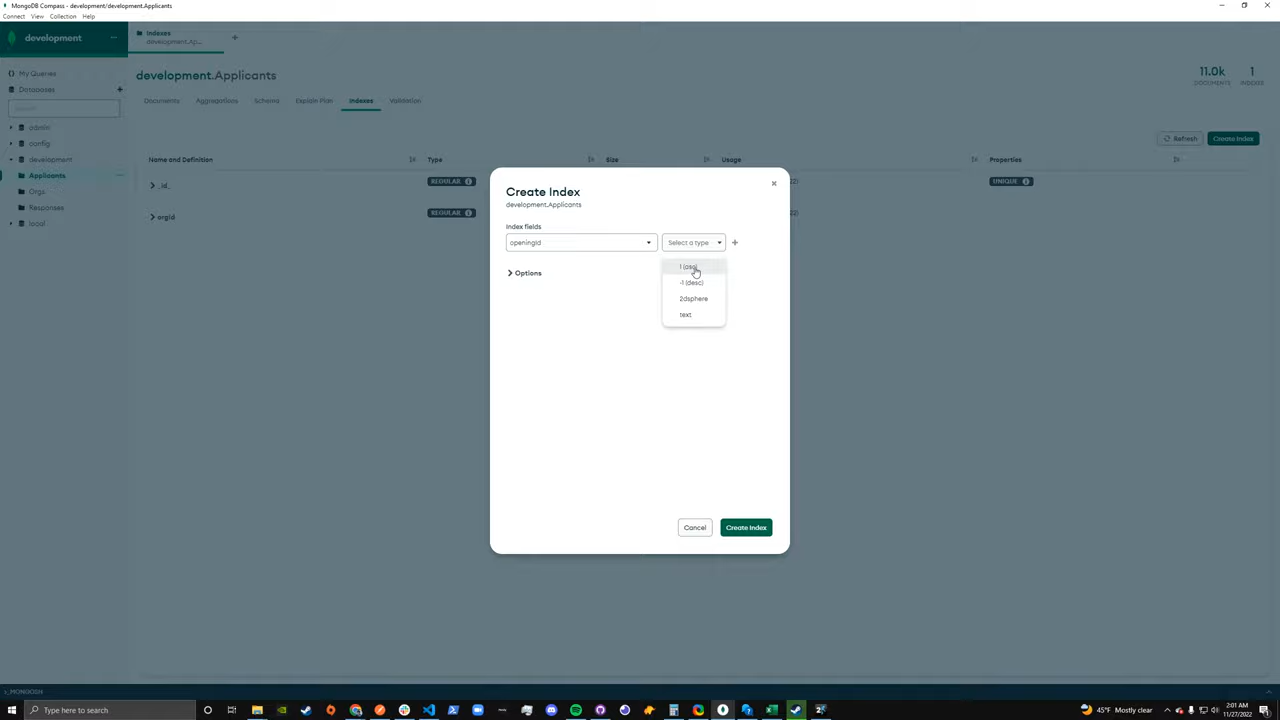 MongoDB Compass - development/development.Applicants
Connect View Collection Help
development
Indexes
development.Ap...
My Queries
Databases
Search
admin
config
development
Applicants
Orgs
Responses
local
development.Applicants
11.0k
DOCUMENTS
1
INDEXES
Documents Aggregations Schema Explain Plan Indexes Validation
Refresh
Create Index
Name and Definition Type Size Usage Properties
_id_ REGULAR UNIQUE
orgId REGULAR
Create Index
development.Applicants
Index fields
openingId
Select a type
Options
1 (asc)
-1 (desc)
2dsphere
text
Cancel
Create Index
>_MONGOSH
Type here to search
45°F Mostly clear
2:01 AM
11/27/2022